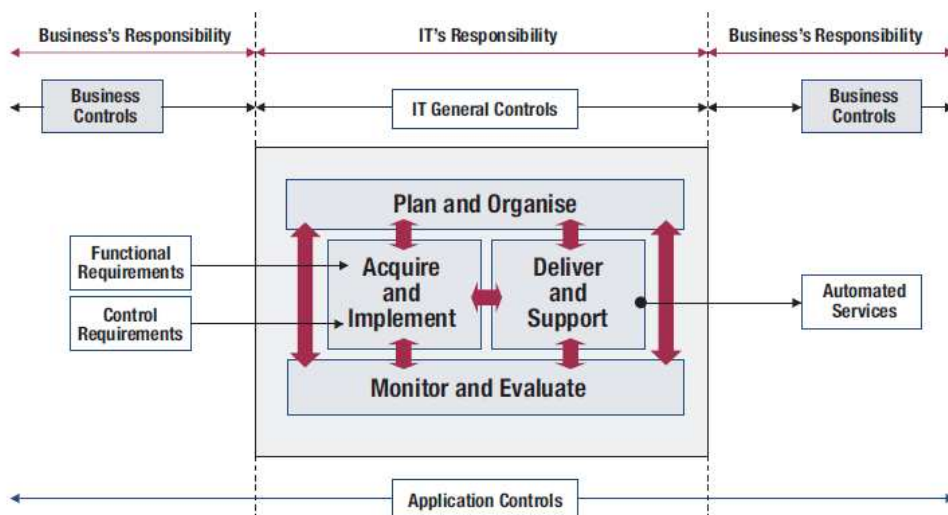 Business’s Responsibility
IT’s Responsibility
Business’s Responsibility
Business
Controls
IT General Controls
Business
Controls
Plan and Organise
Functional
Requirements
Control
Requirements
Acquire
and
Implement
Deliver
and
Support
Automated
Services
Monitor and Evaluate
Application Controls